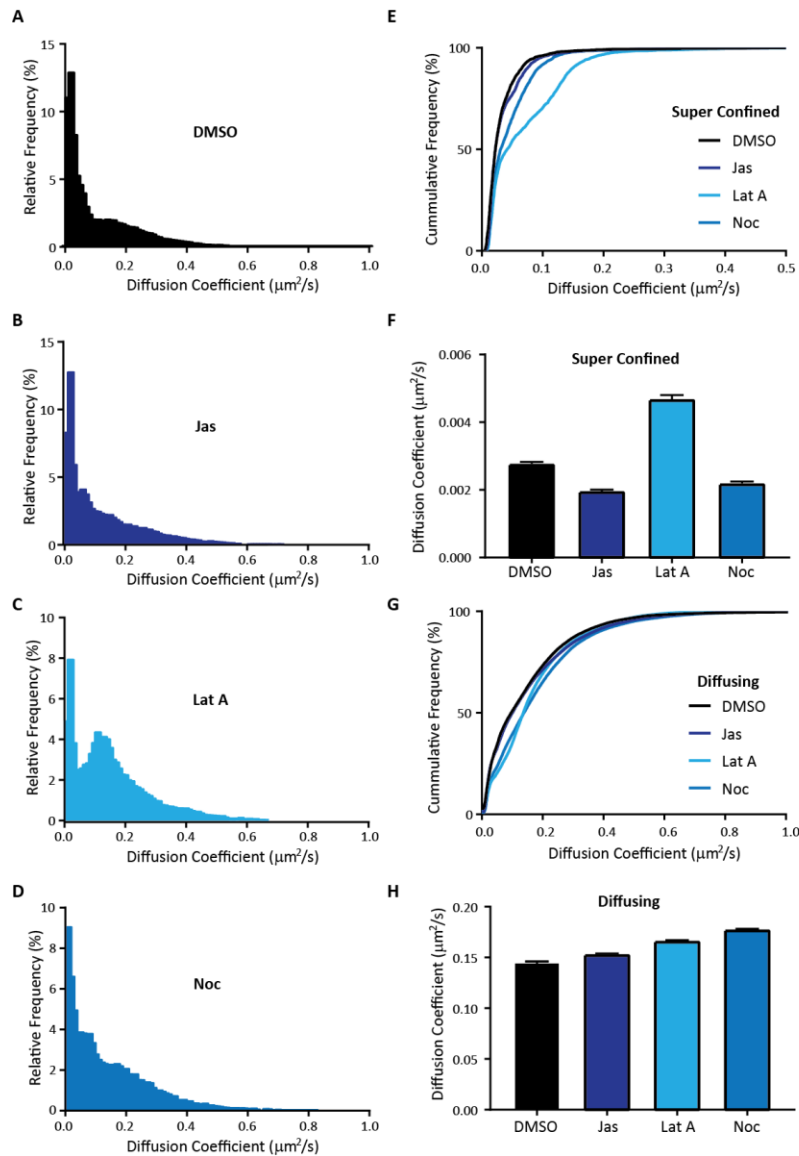 A
15
10
5
0
Relative Frequency (%)
DMSO
0.0 0.2 0.4 0.6 0.8 1.0
Diffusion Coefficient (μm²/s)
B
15
10
5
0
Relative Frequency (%)
Jas
0.0 0.2 0.4 0.6 0.8 1.0
Diffusion Coefficient (μm²/s)
C
10
8
6
4
2
0
Relative Frequency (%)
Lat A
0.0 0.2 0.4 0.6 0.8 1.0
Diffusion Coefficient (μm²/s)
D
10
8
6
4
2
0
Relative Frequency (%)
Noc
0.0 0.2 0.4 0.6 0.8 1.0
Diffusion Coefficient (μm²/s)
E
100
50
0
Cummulative Frequency (%)
Super Confined
DMSO
Jas
Lat A
Noc
0.0 0.1 0.2 0.3 0.4 0.5
Diffusion Coefficient (μm²/s)
F
Super Confined
0.006
0.004
0.002
0.000
Diffusion Coefficient (μm²/s)
DMSO Jas Lat A Noc
G
100
50
0
Cummulative Frequency (%)
Diffusing
DMSO
Jas
Lat A
Noc
0.0 0.2 0.4 0.6 0.8 1.0
Diffusion Coefficient (μm²/s)
H
Diffusing
0.20
0.15
0.10
0.05
0.00
Diffusion Coefficient (μm²/s)
DMSO Jas Lat A Noc